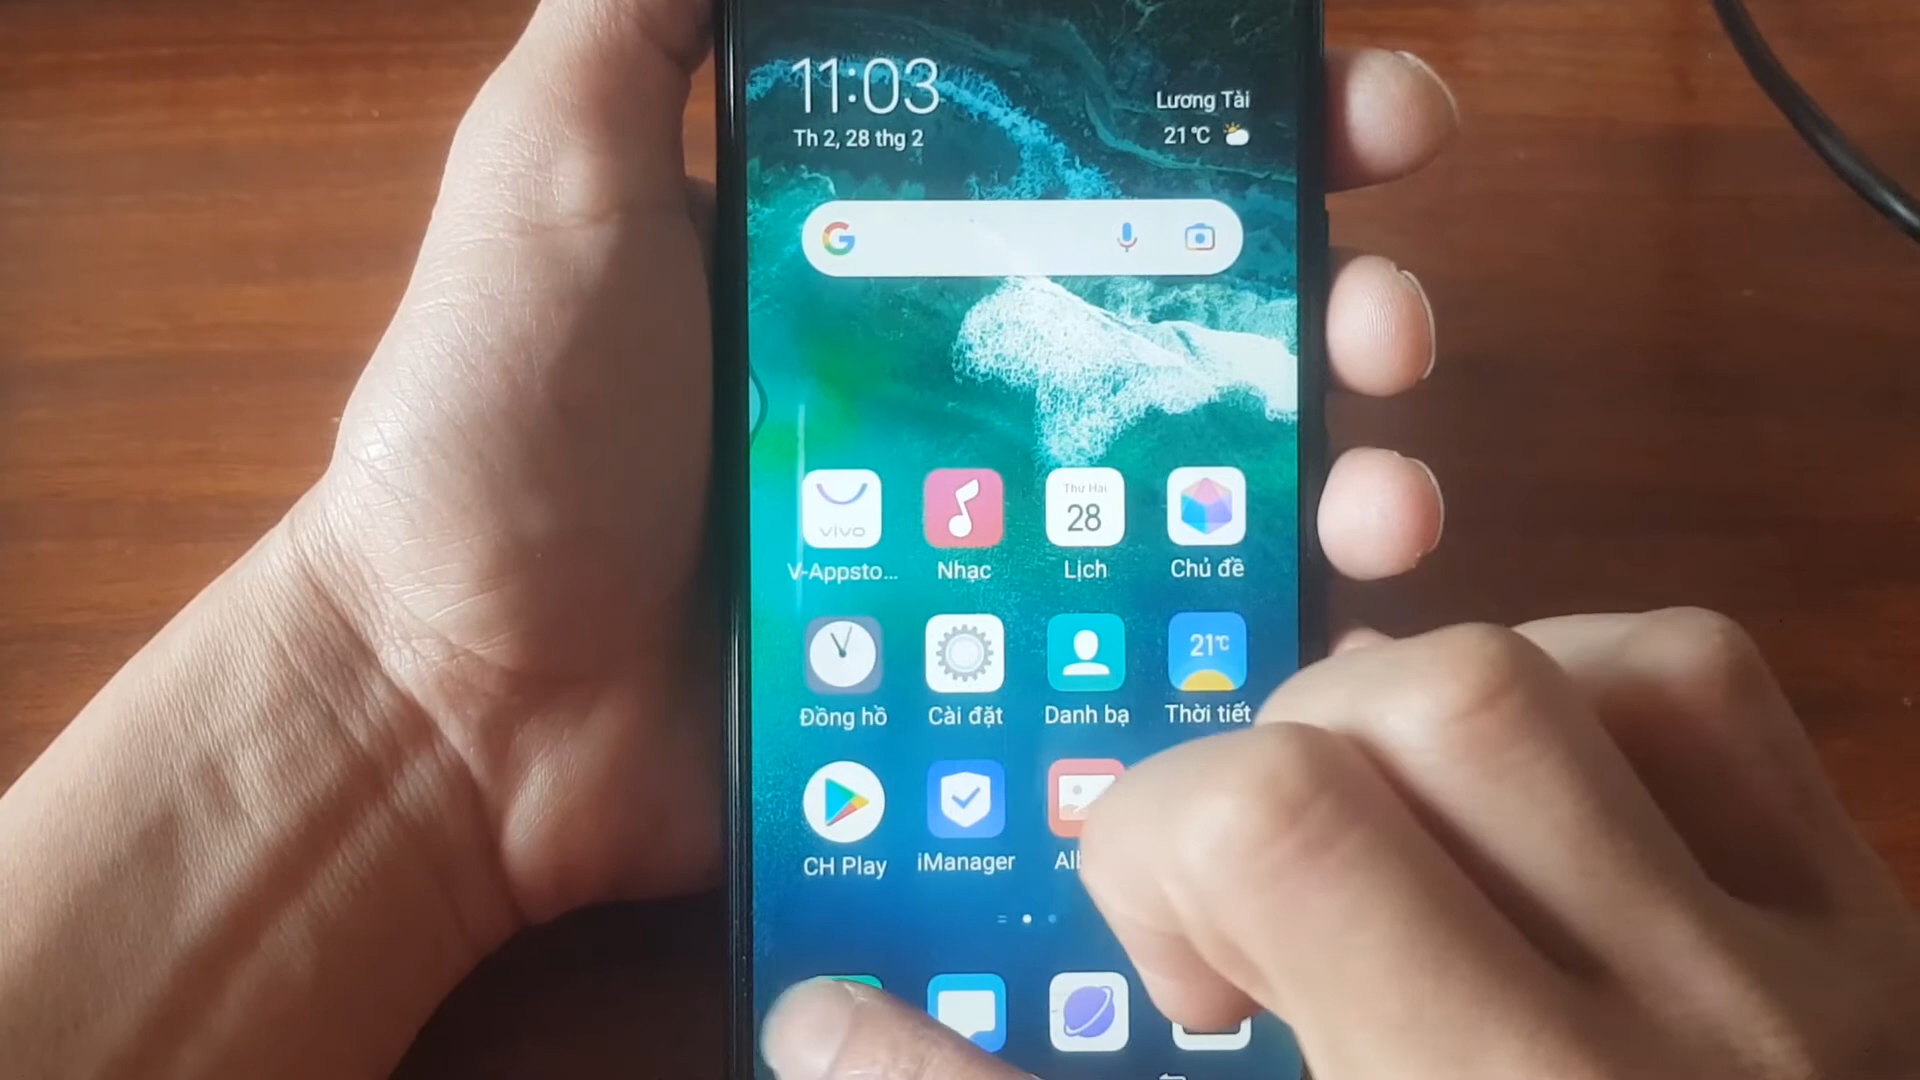 11:03
Th 2, 28 thg 2
Lương Tài
21°C
vivo
Thứ Hai
28
V-Appsto...
Nhạc
Lịch
Chủ đề
21°C
Đồng hồ
Cài đặt
Danh bạ
Thời tiết
CH Play
iManager